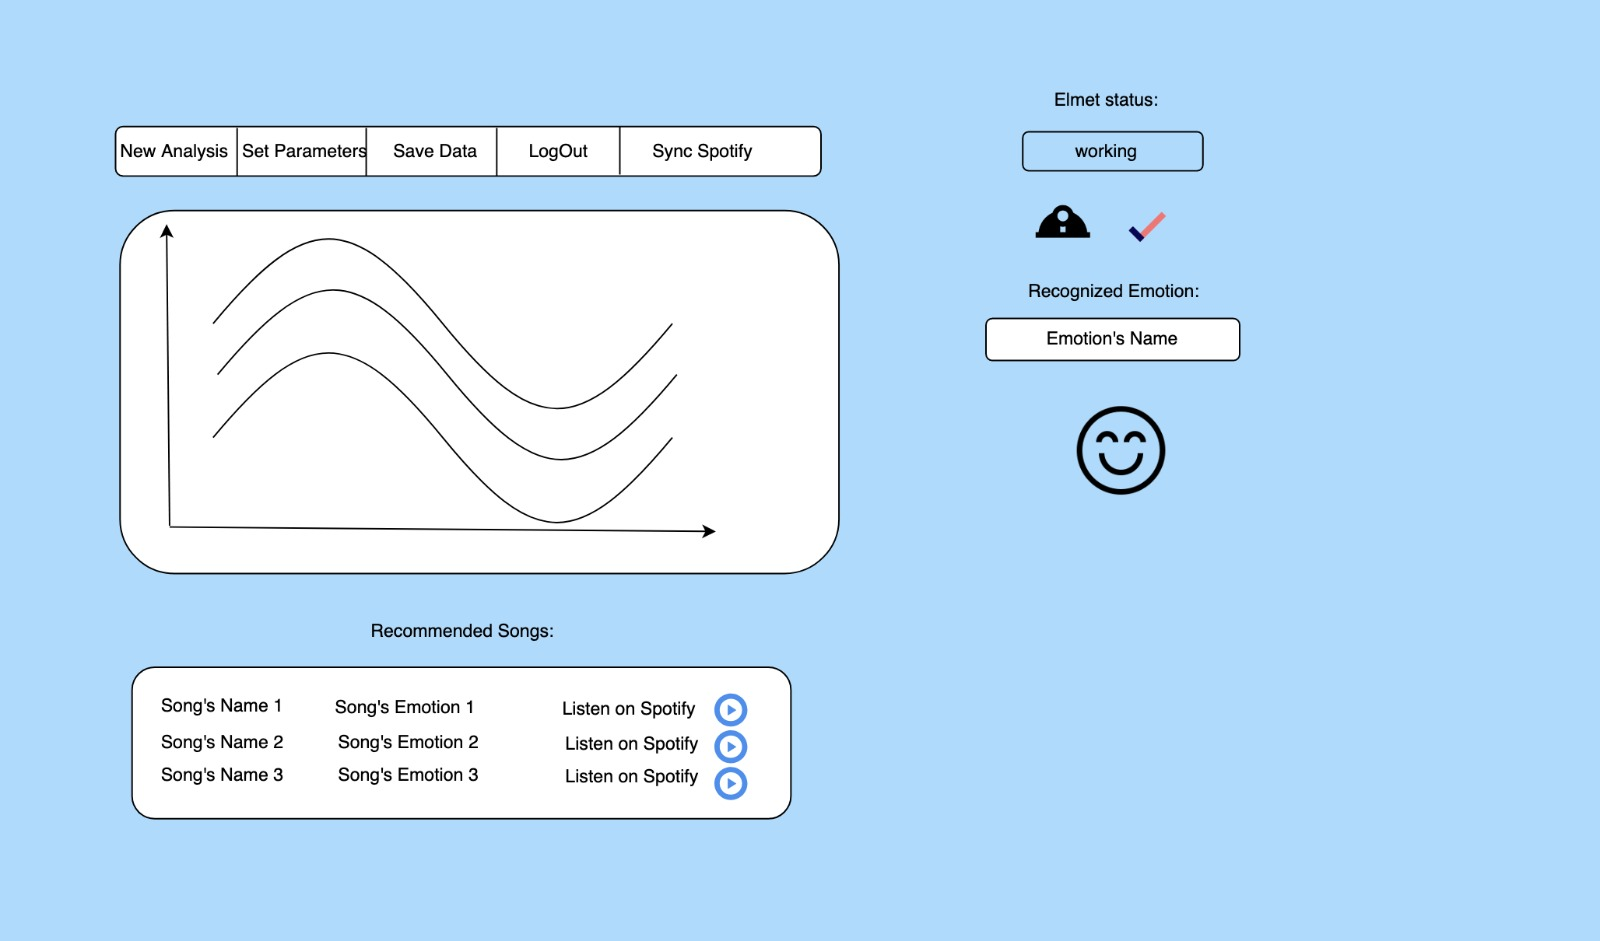 Elmet status:
New Analysis
Set Parameters
Save Data
LogOut
Sync Spotify
working
Recognized Emotion:
Emotion's Name
Recommended Songs:
Song's Name 1
Song's Emotion 1
Listen on Spotify
Song's Name 2
Song's Emotion 2
Listen on Spotify
Song's Name 3
Song's Emotion 3
Listen on Spotify